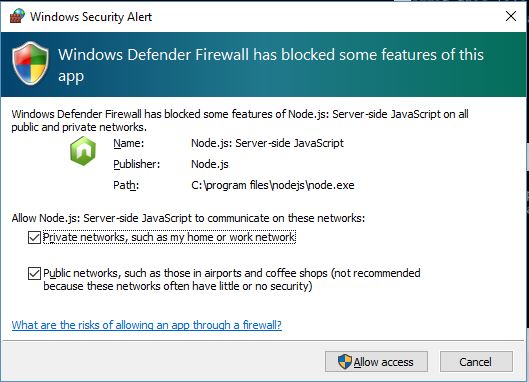 Windows Security Alert
Windows Defender Firewall has blocked some features of this
app
Windows Defender Firewall has blocked some features of Node.js: Server-side JavaScript on all
public and private networks.
Name: Node.js: Server-side JavaScript
Publisher: Node.js
Path: C:\program files\nodejs\node.exe
Allow Node.js: Server-side JavaScript to communicate on these networks:
Private networks, such as my home or work network
Public networks, such as those in airports and coffee shops (not recommended
because these networks often have little or no security)
What are the risks of allowing an app through a firewall?
Allow access Cancel